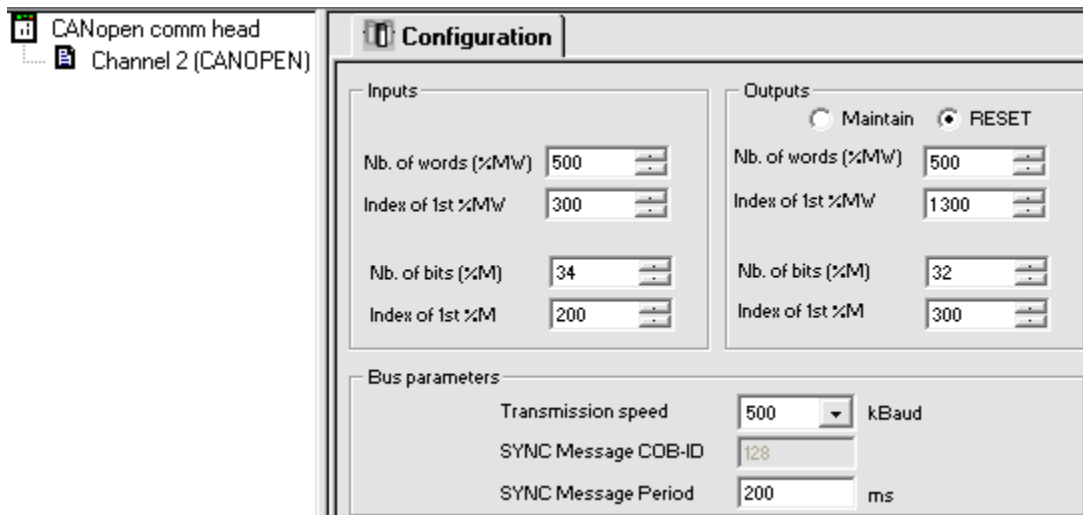 CANopen comm head
Channel 2 (CANOPEN)
Configuration
Inputs
Nb. of words (%MW) 500
Index of 1st %MW 300
Nb. of bits (%M) 34
Index of 1st %M 200
Outputs
Maintain RESET
Nb. of words (%MW) 500
Index of 1st %MW 1300
Nb. of bits (%M) 32
Index of 1st %M 300
Bus parameters
Transmission speed 500 kBaud
SYNC Message COB-ID 128
SYNC Message Period 200 ms